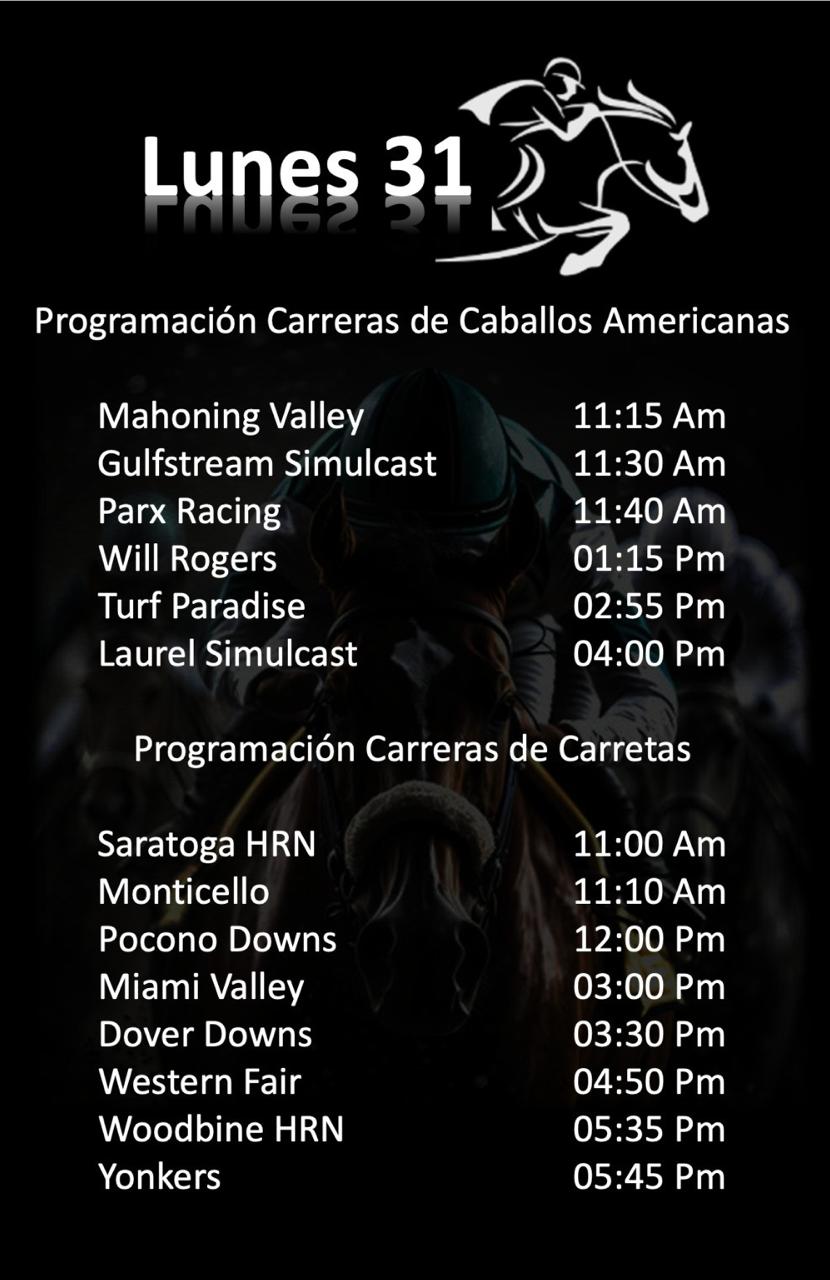 Lunes 31
Programación Carreras de Caballos Americanas
Mahoning Valley 11:15 Am
Gulfstream Simulcast 11:30 Am
Parx Racing 11:40 Am
Will Rogers 01:15 Pm
Turf Paradise 02:55 Pm
Laurel Simulcast 04:00 Pm
Programación Carreras de Carretas
Saratoga HRN 11:00 Am
Monticello 11:10 Am
Pocono Downs 12:00 Pm
Miami Valley 03:00 Pm
Dover Downs 03:30 Pm
Western Fair 04:50 Pm
Woodbine HRN 05:35 Pm
Yonkers 05:45 Pm